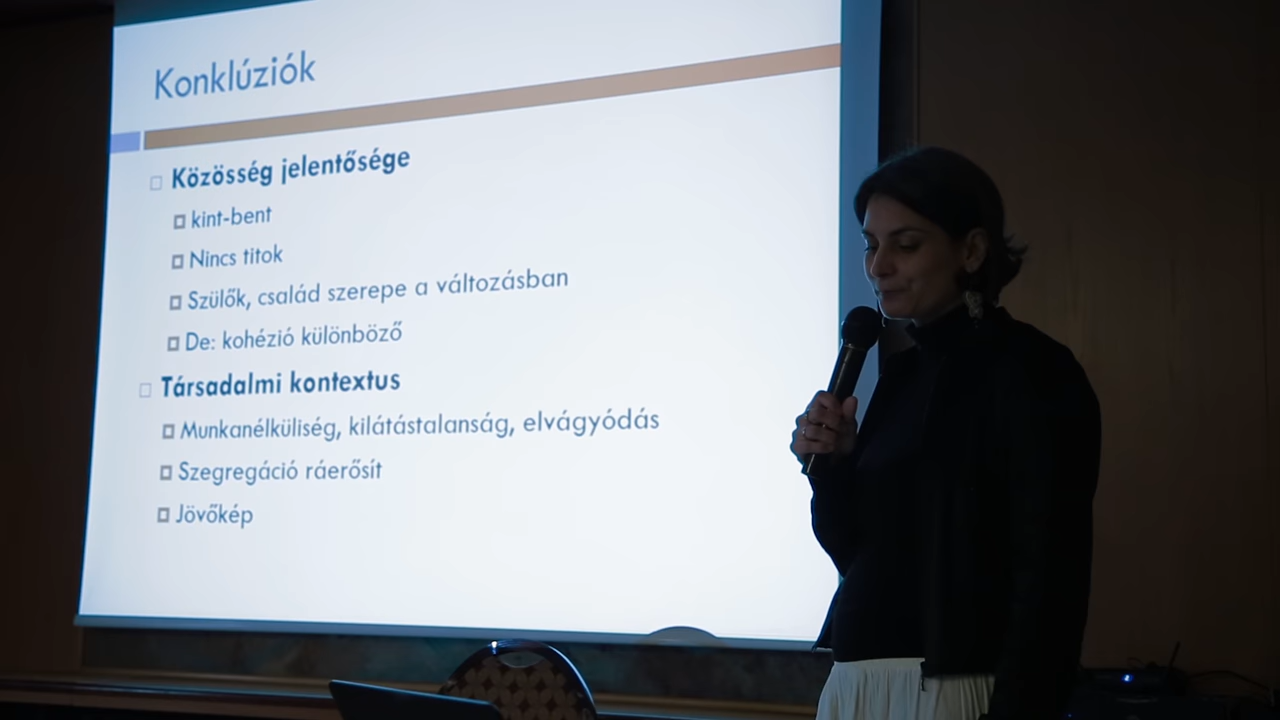 Konklúziók
Közösség jelentősége
kint-bent
Nincs titok
Szülők, család szerepe a változásban
De: kohézió különböző
Társadalmi kontextus
Munkanélküliség, kilátástalanság, elvágyódás
Szegregáció ráerősít
Jövőkép